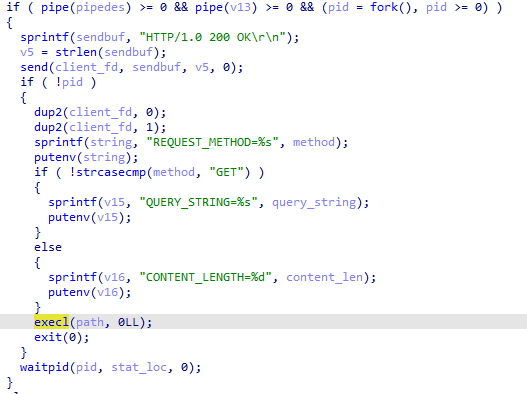 if ( pipe(pipedes) >= 0 && pipe(v13) >= 0 && (pid = fork(), pid >= 0) )
{
sprintf(sendbuf, "HTTP/1.0 200 OK\r\n");
v5 = strlen(sendbuf);
send(client_fd, sendbuf, v5, 0);
if ( !pid )
{
dup2(client_fd, 0);
dup2(client_fd, 1);
sprintf(string, "REQUEST_METHOD=%s", method);
putenv(string);
if ( !strcasecmp(method, "GET") )
{
sprintf(v15, "QUERY_STRING=%s", query_string);
putenv(v15);
}
else
{
sprintf(v16, "CONTENT_LENGTH=%d", content_len);
putenv(v16);
}
execl(path, 0LL);
exit(0);
}
waitpid(pid, stat_loc, 0);
}